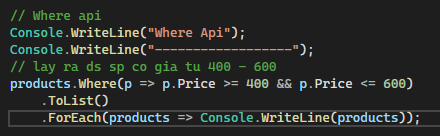 // Where api
Console.WriteLine("Where Api");
Console.WriteLine("-----------------");
// lay ra ds sp co gia tu 400 - 600
products.Where(p => p.Price >= 400 && p.Price <= 600)
    .ToList()
    .ForEach(products => Console.WriteLine(products));